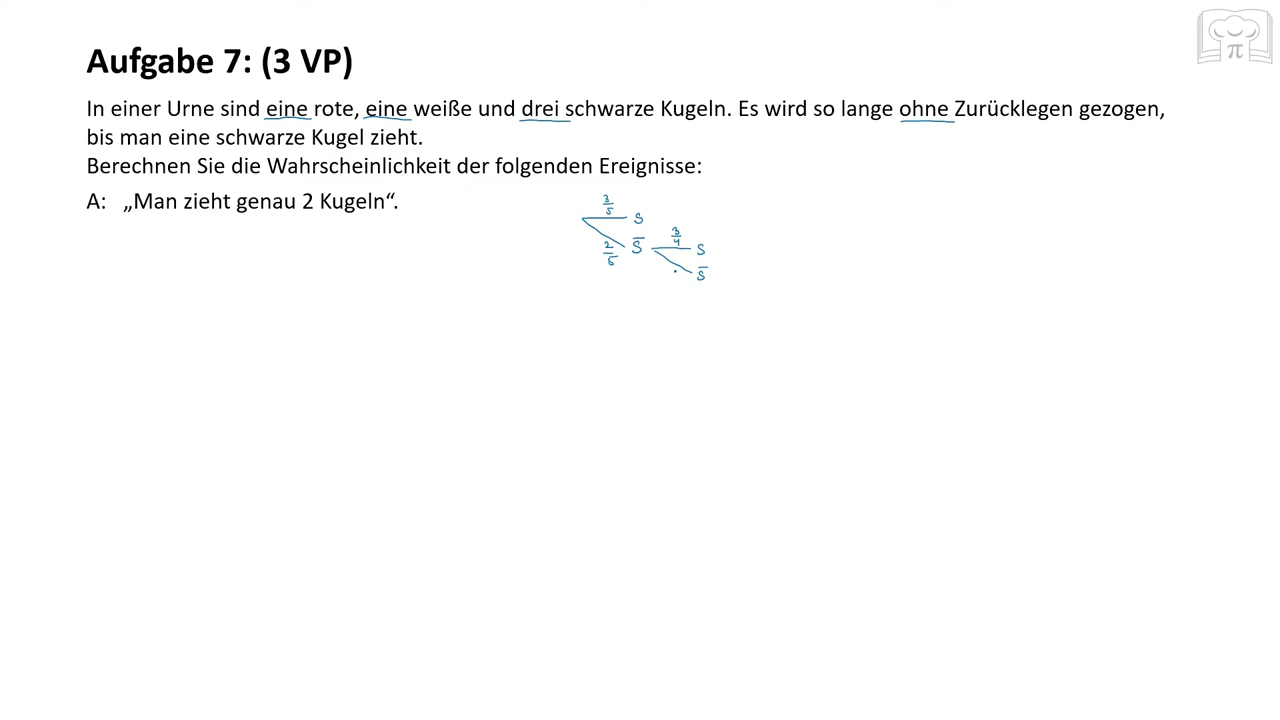 Aufgabe 7: (3 VP)
In einer Urne sind eine rote, eine weiße und drei schwarze Kugeln. Es wird so lange ohne Zurücklegen gezogen,
bis man eine schwarze Kugel zieht.
Berechnen Sie die Wahrscheinlichkeit der folgenden Ereignisse:
A: „Man zieht genau 2 Kugeln“.
3/5 S
2/5 S̅ 3/4 S
S̅
π